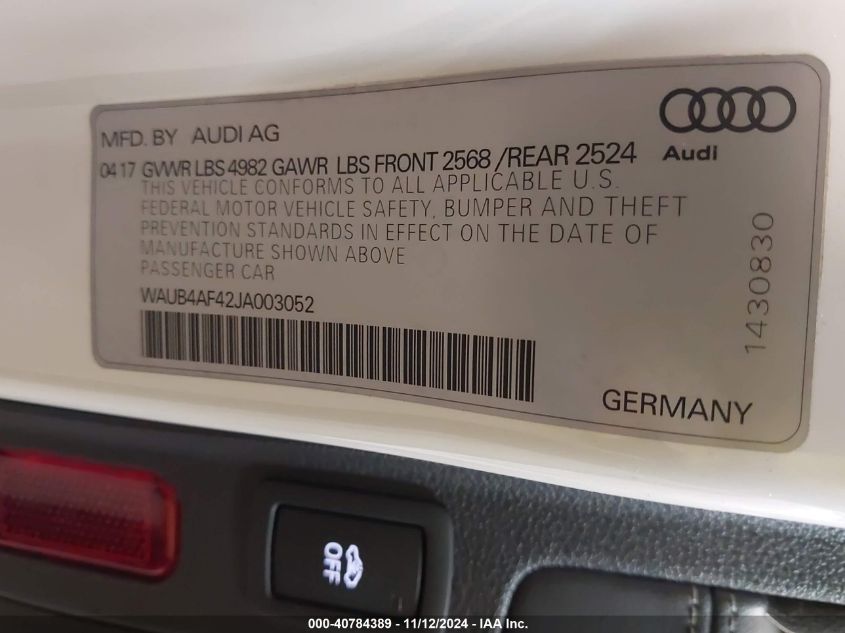 MFD. BY AUDI AG
Audi
04 17 GVWR LBS 4982 GAWR LBS FRONT 2568 /REAR 2524
THIS VEHICLE CONFORMS TO ALL APPLICABLE U.S.
FEDERAL MOTOR VEHICLE SAFETY, BUMPER AND THEFT
PREVENTION STANDARDS IN EFFECT ON THE DATE OF
MANUFACTURE SHOWN ABOVE
PASSENGER CAR
WAUB4AF42JA003052
1430830
GERMANY
OFF
000-40784389 - 11/12/2024 - IAA Inc.